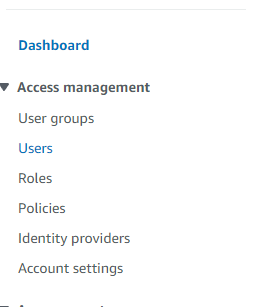 Dashboard
Access management
User groups
Users
Roles
Policies
Identity providers
Account settings